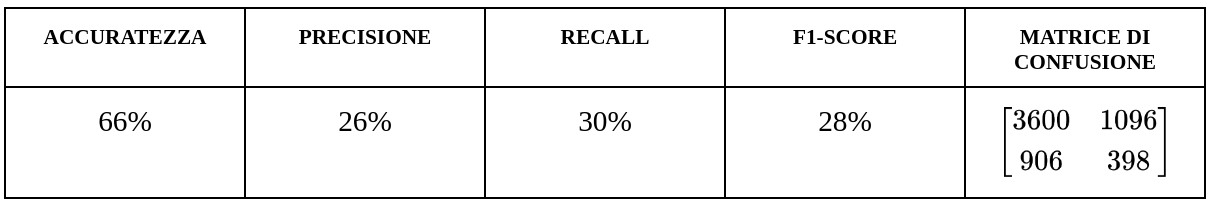 ACCURATEZZA PRECISIONE RECALL F1-SCORE MATRICE DI
CONFUSIONE
66% 26% 30% 28% 3600 1096
906 398